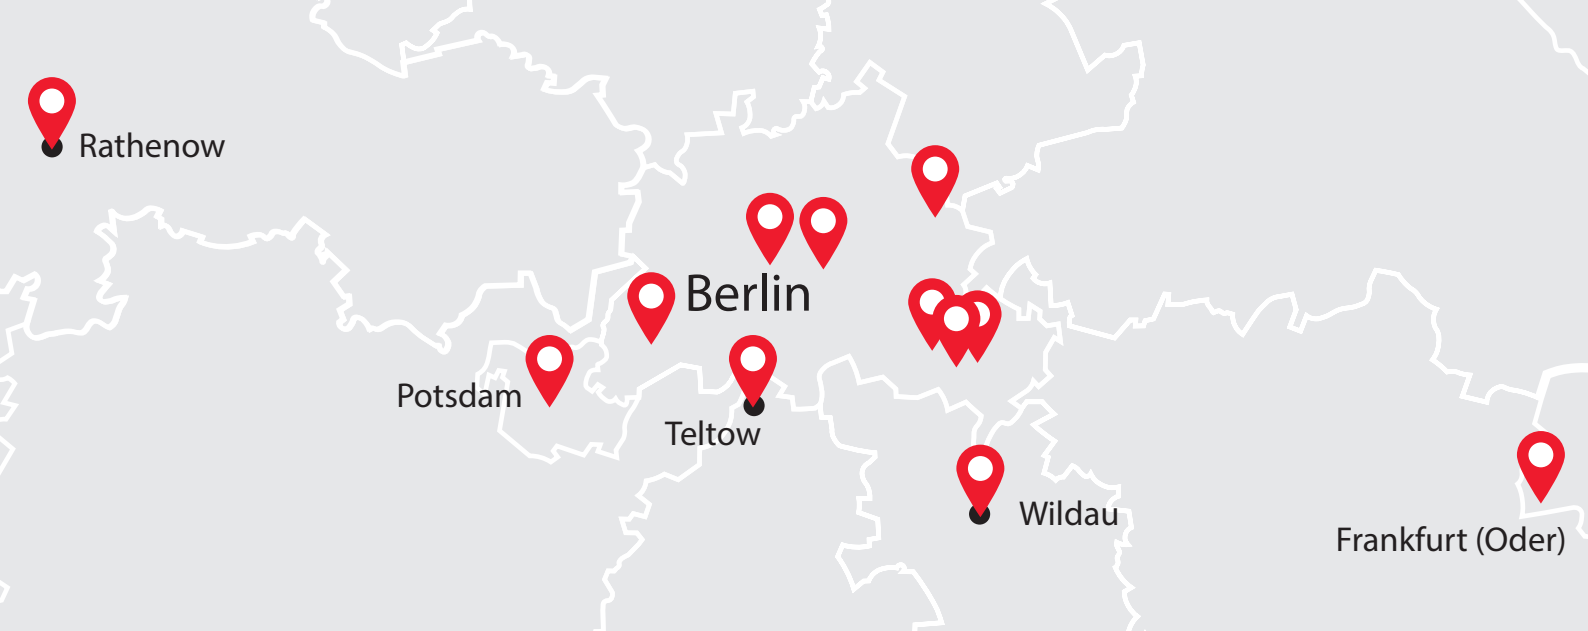 Rathenow
Berlin
Potsdam
Teltow
Wildau
Frankfurt (Oder)